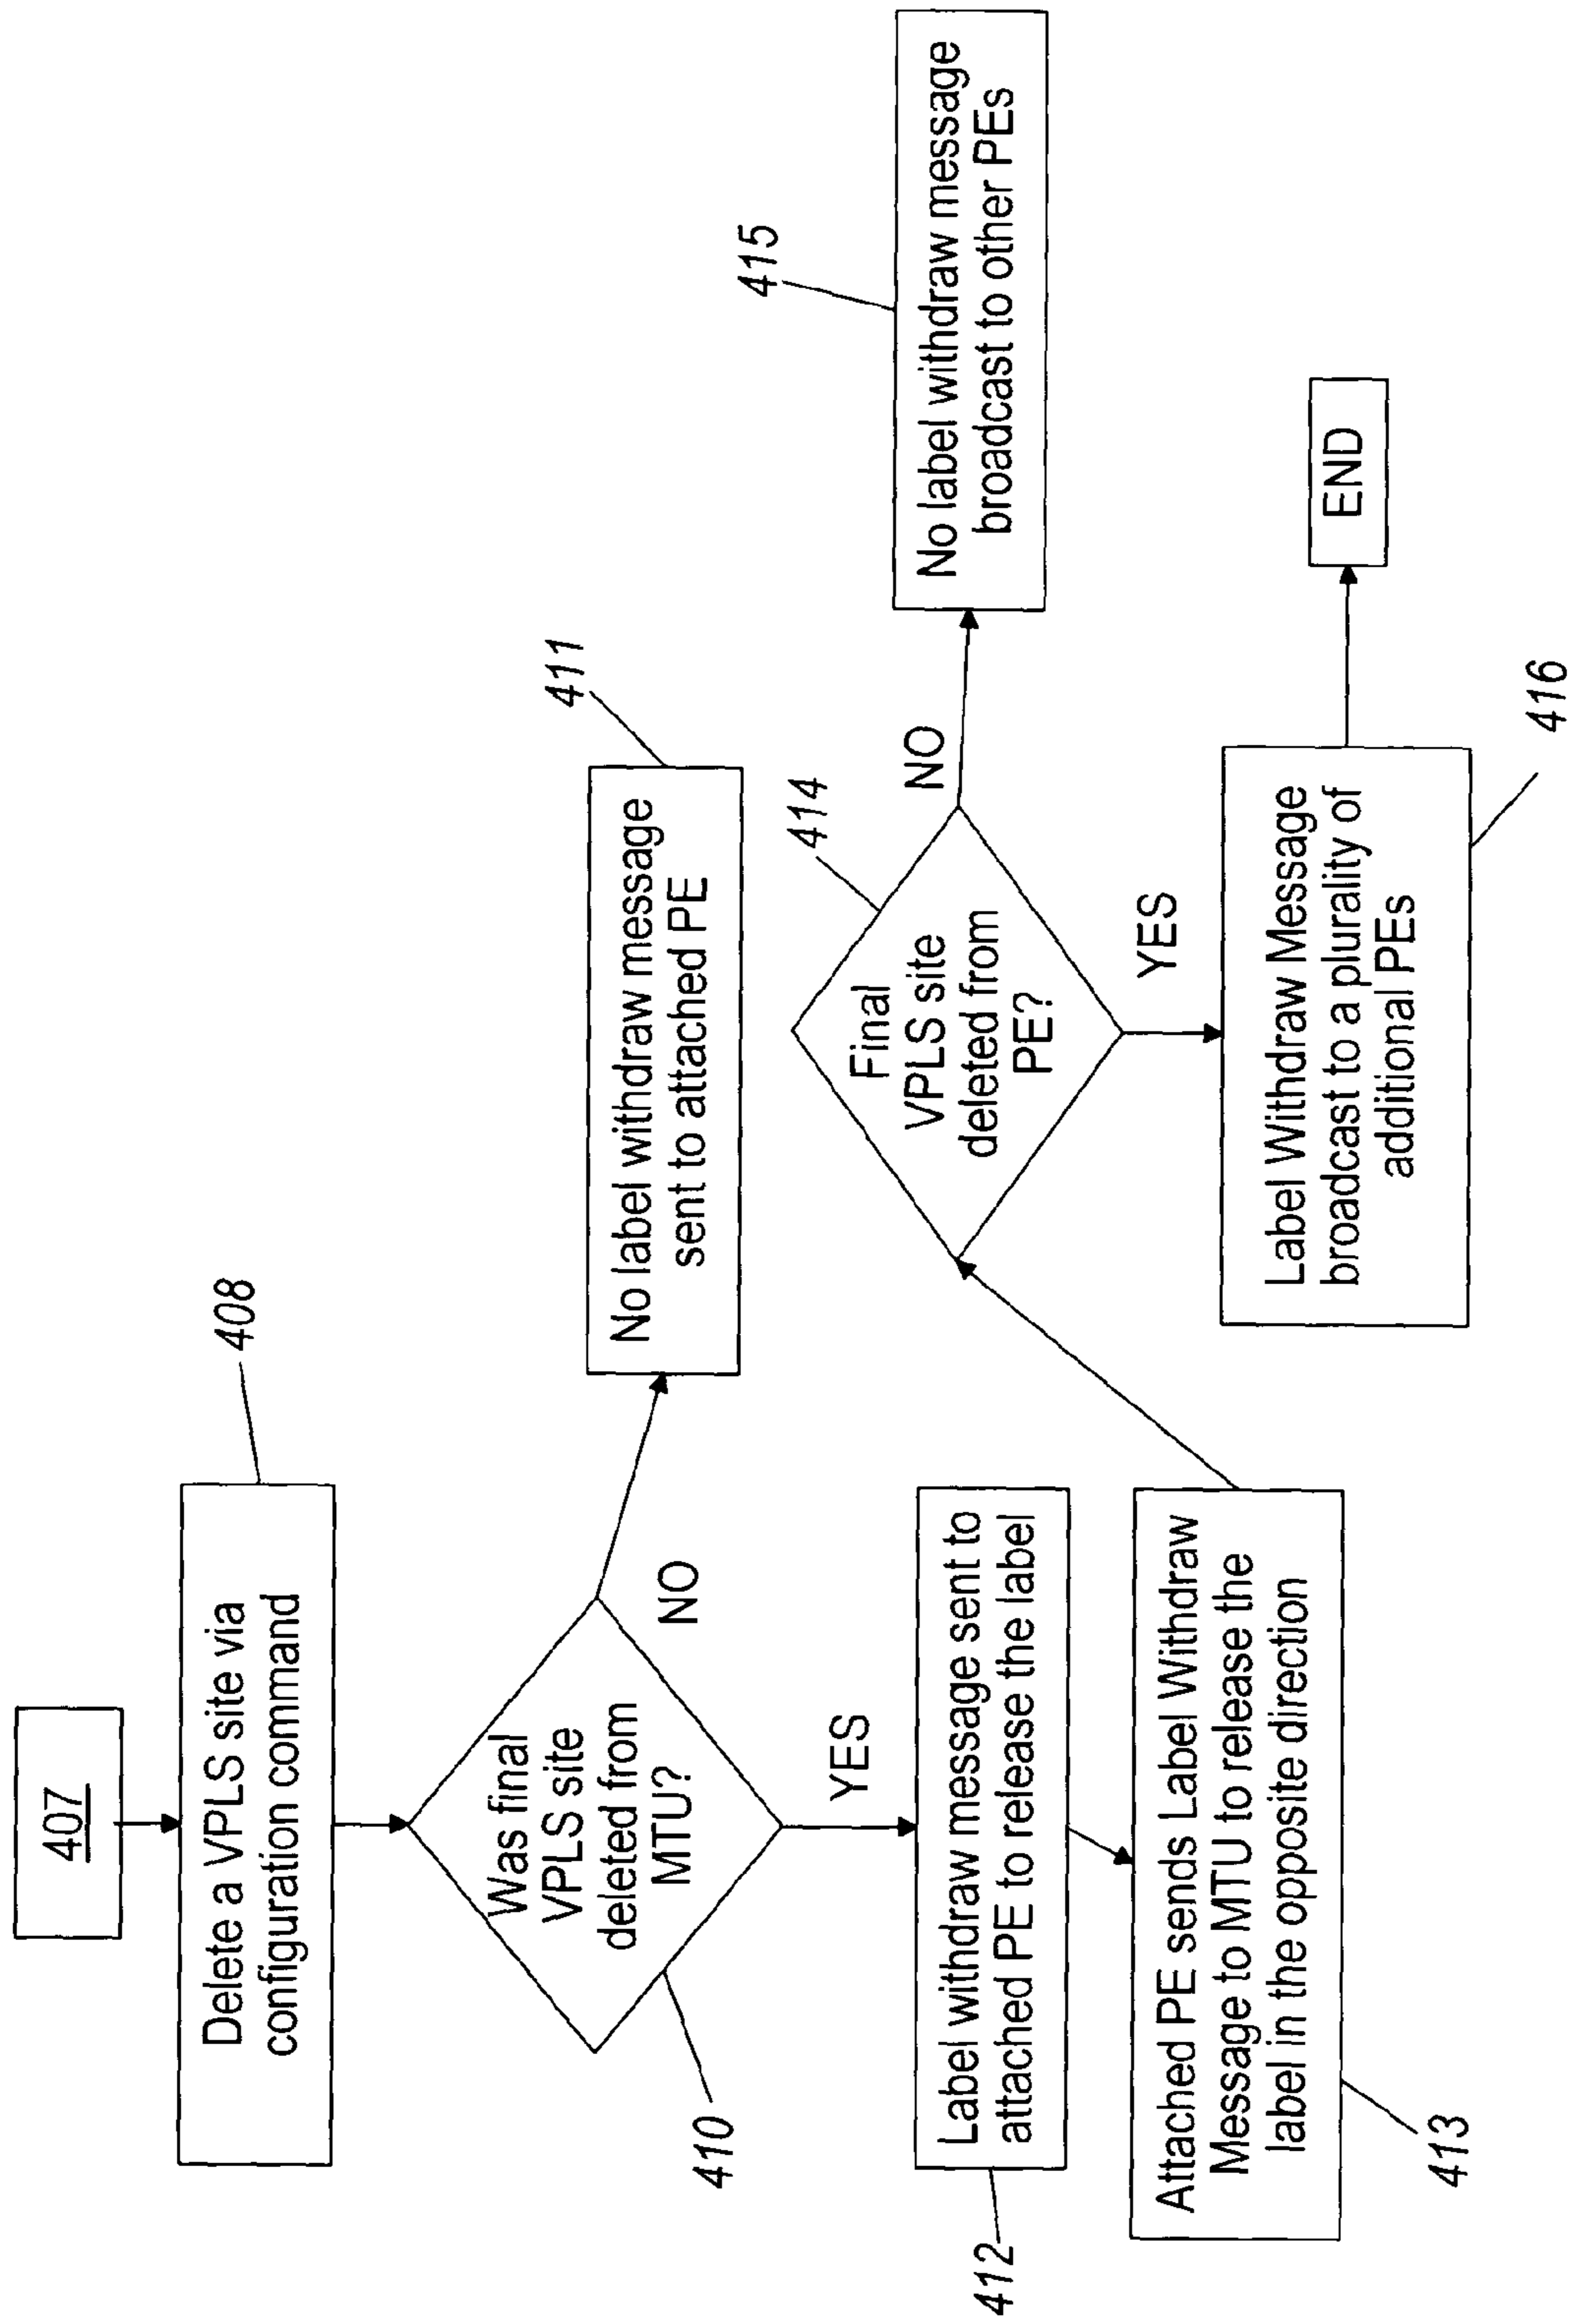 407
Delete a VPLS site via
configuration command
408
Was final
VPLS site
deleted from
MTU?
410
NO
No label withdraw message
sent to attached PE
411
YES
Label withdraw message sent to
attached PE to release the label
412
Attached PE sends Label Withdraw
Message to MTU to release the
label in the opposite direction
413
Final
VPLS site
deleted from
PE?
414
NO
No label withdraw message
broadcast to other PEs
415
YES
Label Withdraw Message
broadcast to a plurality of
additional PEs
416
END